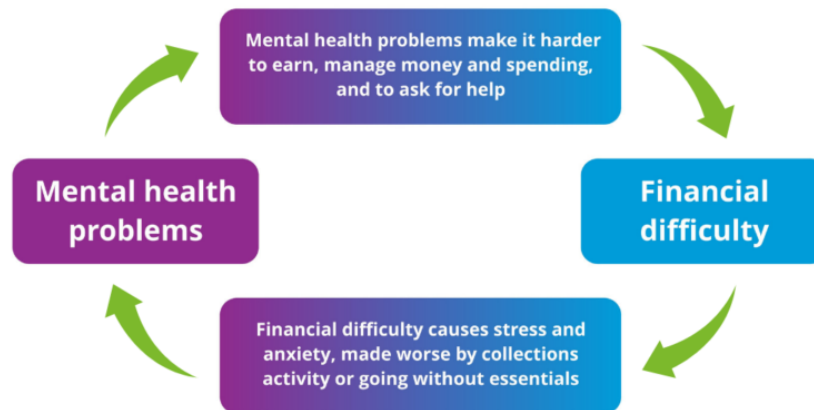 Mental health problems make it harder
to earn, manage money and spending,
and to ask for help
Mental health
problems
Financial
difficulty
Financial difficulty causes stress and
anxiety, made worse by collections
activity or going without essentials